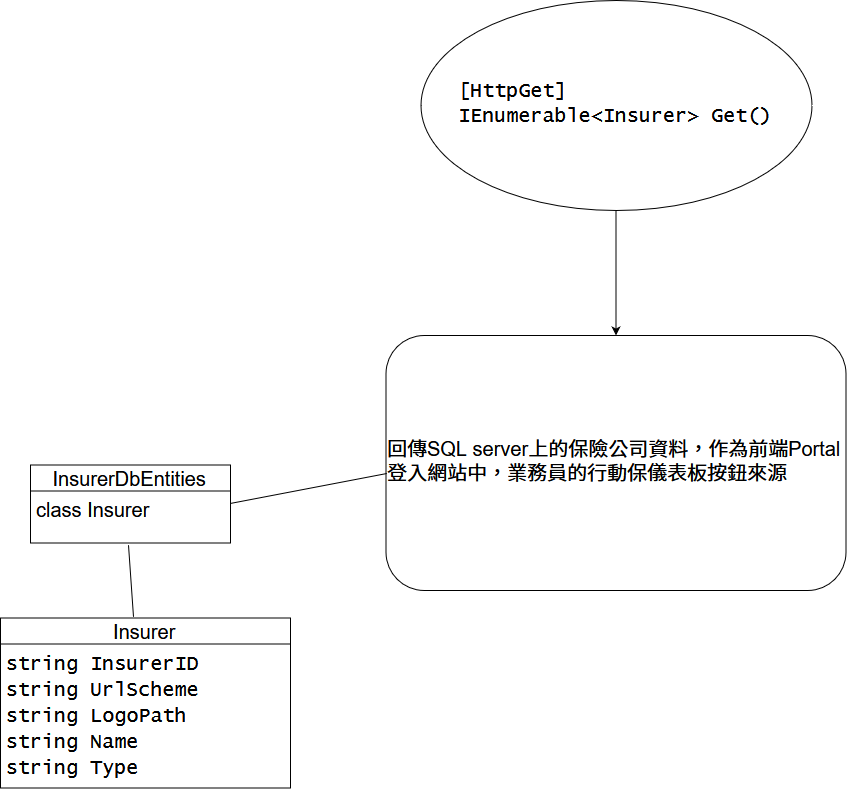 [HttpGet]
IEnumerable<Insurer> Get()
回傳SQL server上的保險公司資料，作為前端Portal
登入網站中，業務員的行動保儀表板按鈕來源
InsurerDbEntities
class Insurer
Insurer
string InsurerID
string UrlScheme
string LogoPath
string Name
string Type